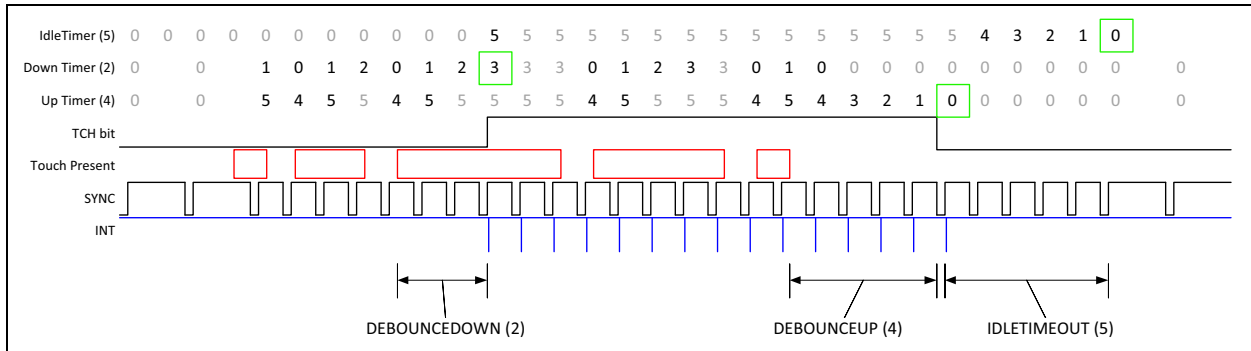 IdleTimer (5) 0 0 0 0 0 0 0 0 0 0 0 5 5 5 5 5 5 5 5 5 5 5 5 5 5 5 4 3 2 1 0
Down Timer (2) 0 0 1 0 1 2 0 1 2 3 3 3 0 1 2 3 3 0 1 0 0 0 0 0 0 0 0 0 0 0
Up Timer (4) 0 0 5 4 5 5 4 5 5 5 5 5 4 5 5 5 5 4 5 4 3 2 1 0 0 0 0 0 0 0
TCH bit
Touch Present
SYNC
INT
DEBOUNCEDOWN (2) DEBOUNCEUP (4) IDLETIMEOUT (5)